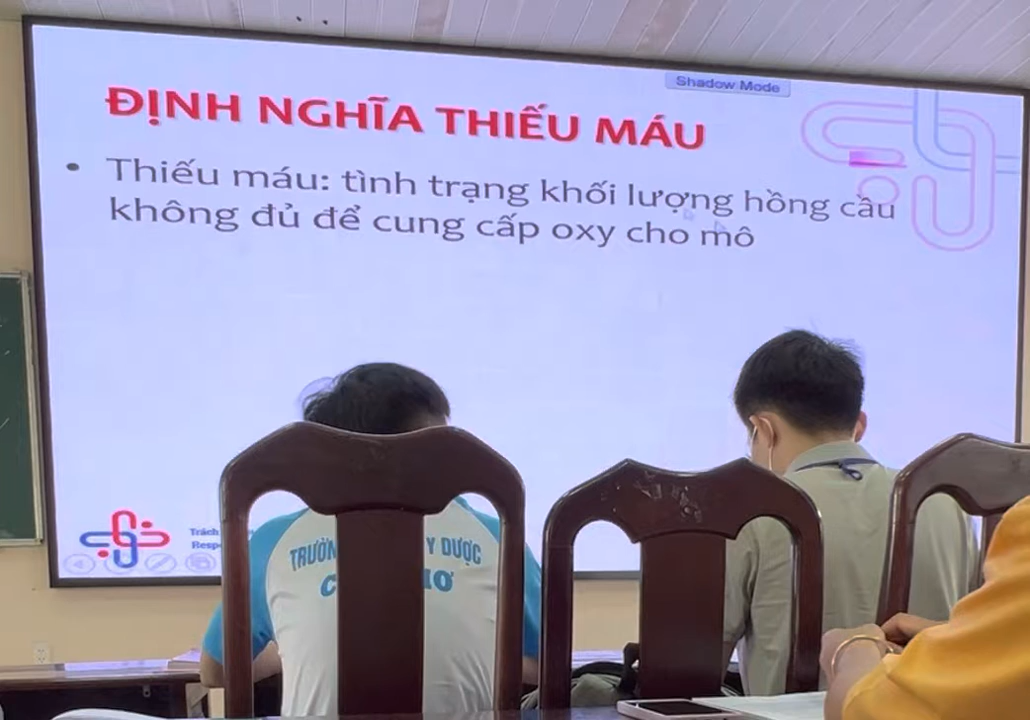 Shadow Mode
ĐỊNH NGHĨA THIẾU MÁU
• Thiếu máu: tình trạng khối lượng hồng cầu
không đủ để cung cấp oxy cho mô
Trách
Y DƯỢC